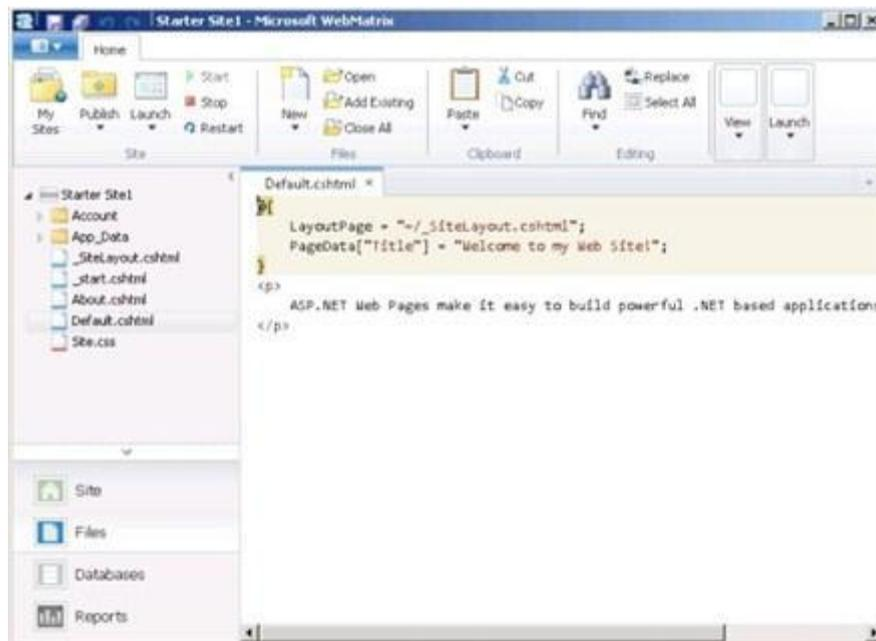 Starter Site1 - Microsoft WebMatrix
Home
My Sites
Publish
Launch
Start
Stop
Restart
Site
New
Open
Add Existing
Close All
Files
Paste
Cut
Copy
Clipboard
Find
Replace
Select All
Editing
View
Launch
Starter Site1
Account
App_Data
_SiteLayout.cshtml
_start.cshtml
About.cshtml
Default.cshtml
Site.css
Site
Files
Databases
Reports
Default.cshtml
@{
LayoutPage = "~/_SiteLayout.cshtml";
PageData["Title"] = "Welcome to my Web Site!";
}
<p>
ASP.NET Web Pages make it easy to build powerful .NET based applications
</p>